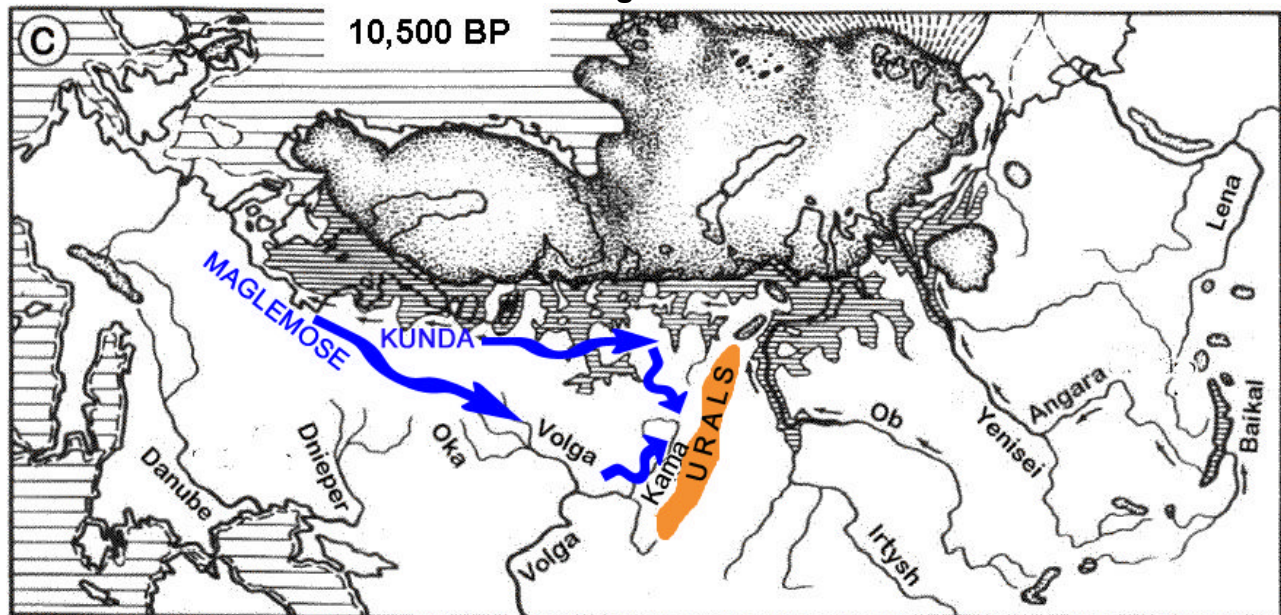 C
10,500 BP
MAGLEMOSE
KUNDA
URALS
Kama
Volga
Oka
Dnieper
Danube
Volga
Ob
Irtysh
Yenisei
Angara
Baikal
Lena